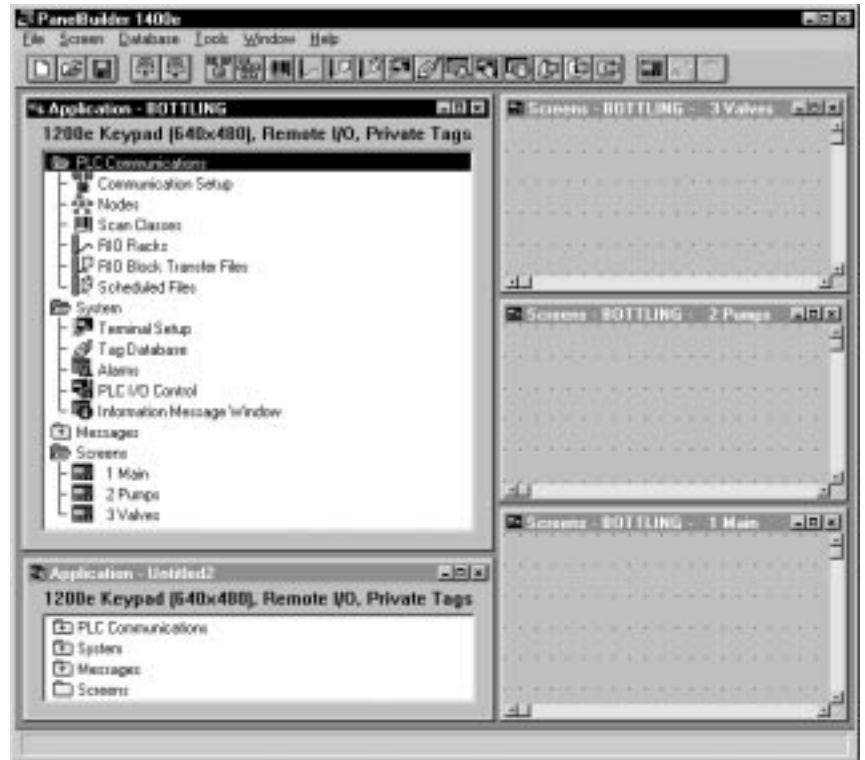 PanelBuilder 1400e
File Screen Database Tools Window Help
Application - BOTTLING
1200e Keypad (640x480), Remote I/O, Private Tags
PLC Communications
Communication Setup
Nodes
Scan Classes
RIO Racks
RIO Block Transfer Files
Scheduled Files
System
Terminal Setup
Tag Database
Alarms
PLC I/O Control
Information Message Window
Messages
Screens
1 Main
2 Pumps
3 Valves
Application - Untitled2
1200e Keypad (640x480), Remote I/O, Private Tags
PLC Communications
System
Messages
Screens
Screens - BOTTLING - 3 Valves
Screens - BOTTLING - 2 Pumps
Screens - BOTTLING - 1 Main